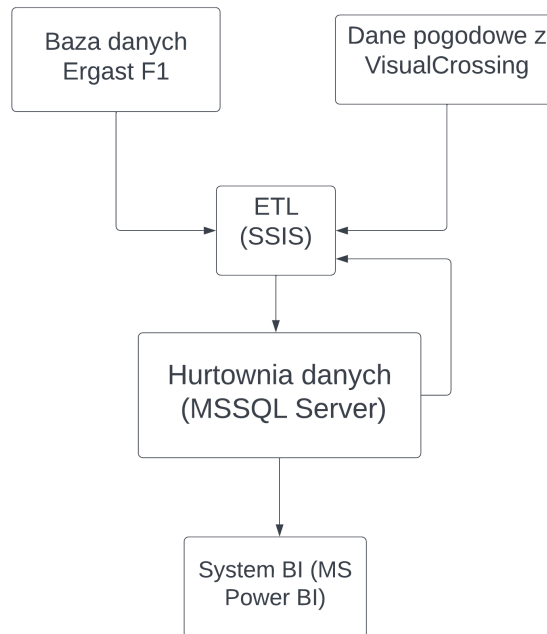 Baza danych
Ergast F1
Dane pogodowe z
VisualCrossing
ETL
(SSIS)
Hurtownia danych
(MSSQL Server)
System BI (MS
Power BI)